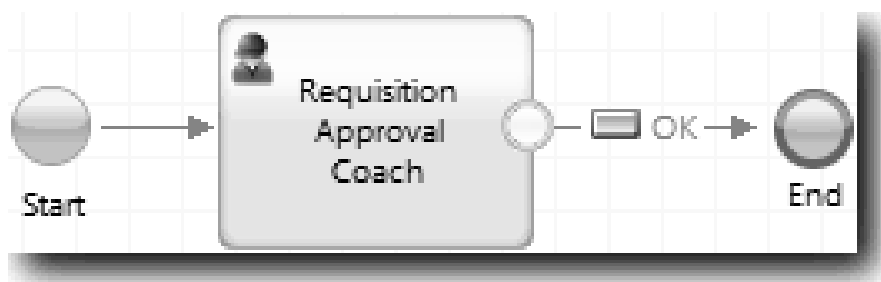 Start
Requisition
Approval
Coach
OK
End